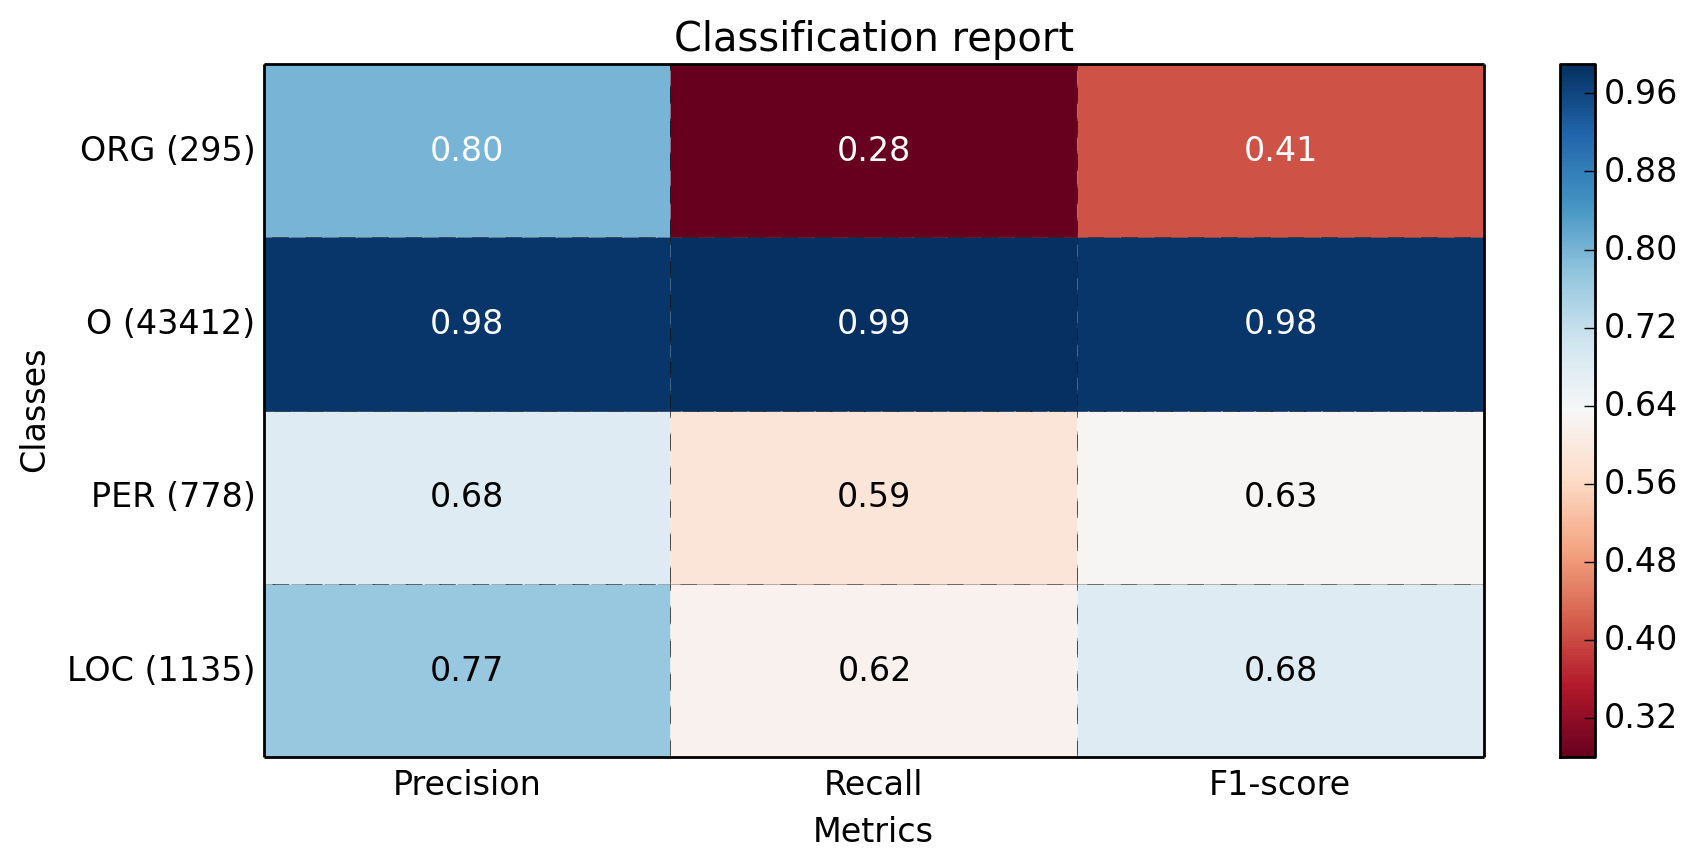 Classification report
ORG (295) 0.80 0.28 0.41
O (43412) 0.98 0.99 0.98
PER (778) 0.68 0.59 0.63
LOC (1135) 0.77 0.62 0.68
Precision Recall F1-score
Metrics
Classes
0.96
0.88
0.80
0.72
0.64
0.56
0.48
0.40
0.32